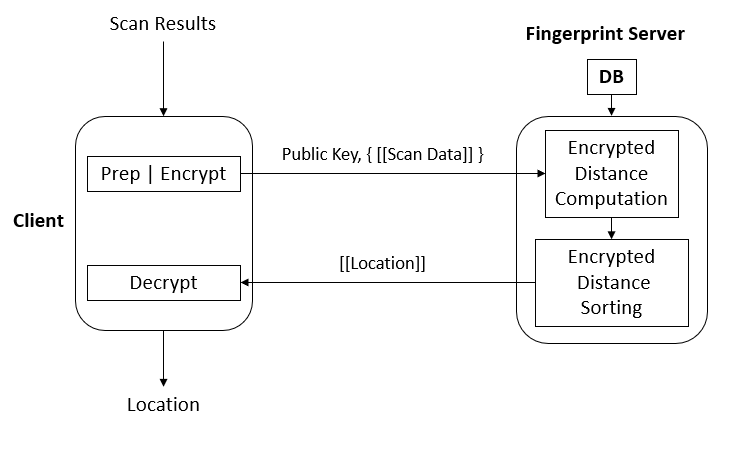 Scan Results
Fingerprint Server
DB
Public Key, { [[Scan Data]] }
Prep | Encrypt
Encrypted
Distance
Computation
Client
[[Location]]
Decrypt
Encrypted
Distance
Sorting
Location